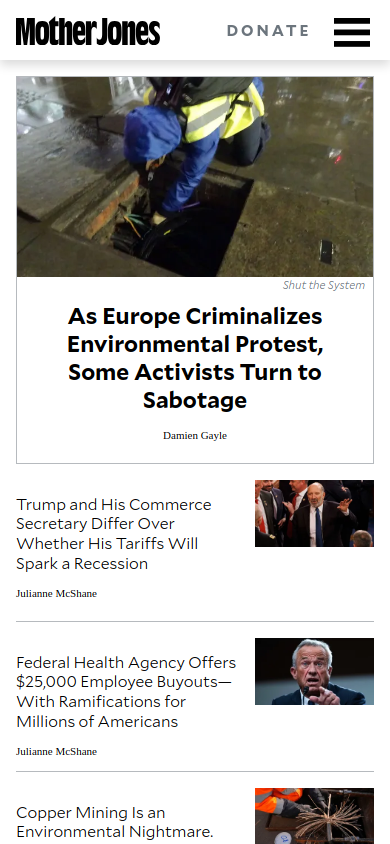 Mother Jones
DONATE
Shut the System
As Europe Criminalizes
Environmental Protest,
Some Activists Turn to
Sabotage
Damien Gayle
Trump and His Commerce
Secretary Differ Over
Whether His Tariffs Will
Spark a Recession
Julianne McShane
Federal Health Agency Offers
$25,000 Employee Buyouts—
With Ramifications for
Millions of Americans
Julianne McShane
Copper Mining Is an
Environmental Nightmare.